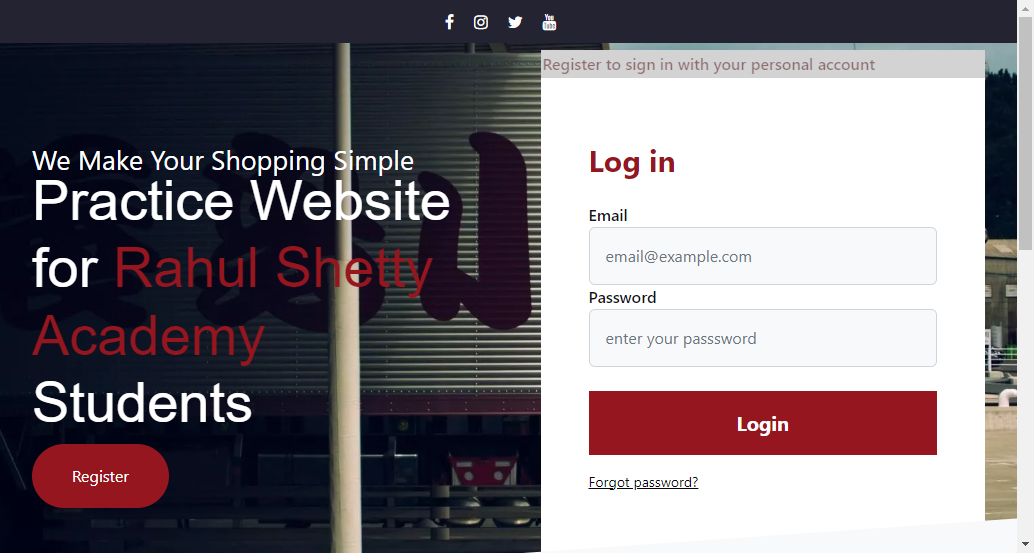 Register to sign in with your personal account
We Make Your Shopping Simple
Practice Website
for Rahul Shetty
Academy
Students
Register
Log in
Email
email@example.com
Password
enter your passsword
Login
Forgot password?